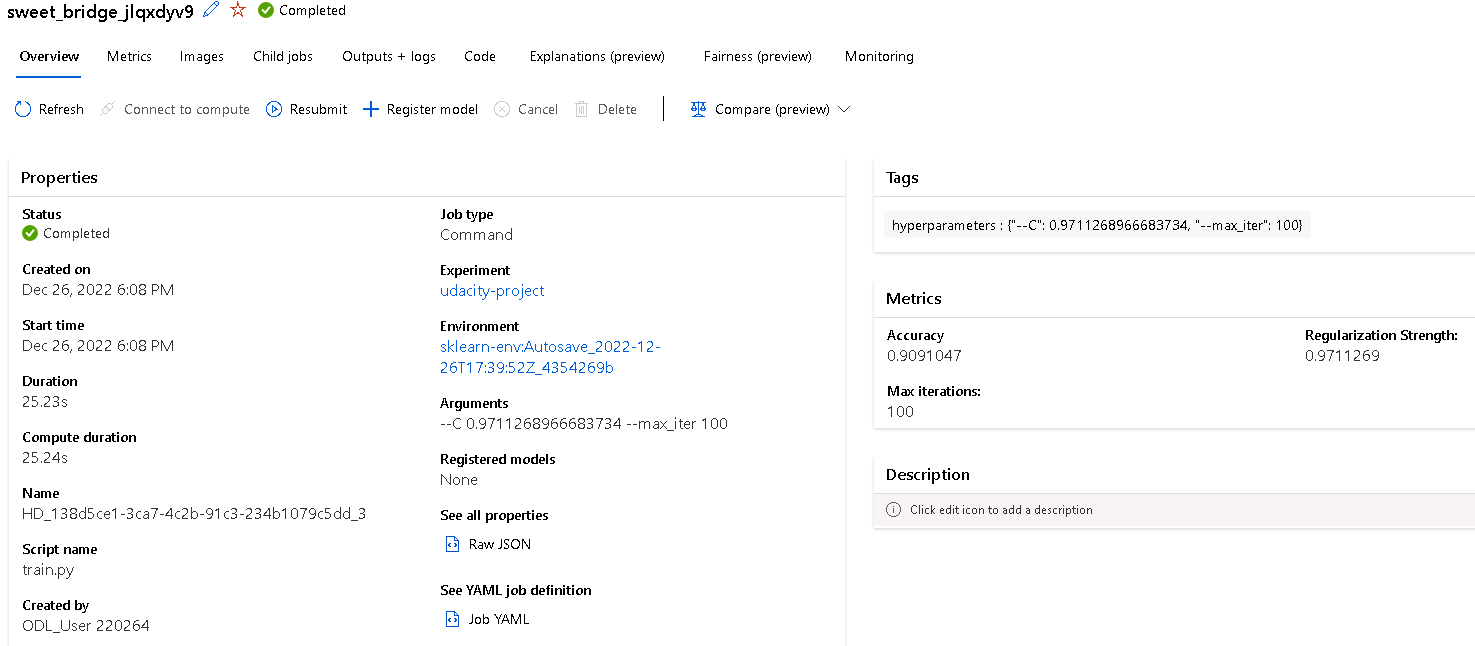 sweet_bridge_jlqxdyv9 Completed
Overview Metrics Images Child jobs Outputs + logs Code Explanations (preview) Fairness (preview) Monitoring
Refresh Connect to compute Resubmit Register model Cancel Delete Compare (preview)
Properties
Status
Completed
Created on
Dec 26, 2022 6:08 PM
Start time
Dec 26, 2022 6:08 PM
Duration
25.23s
Compute duration
25.24s
Name
HD_138d5ce1-3ca7-4c2b-91c3-234b1079c5dd_3
Script name
train.py
Created by
ODL_User 220264
Job type
Command
Experiment
udacity-project
Environment
sklearn-env:Autosave_2022-12-
26T17:39:52Z_4354269b
Arguments
--C 0.9711268966683734 --max_iter 100
Registered models
None
See all properties
Raw JSON
See YAML job definition
Job YAML
Tags
hyperparameters : {"--C": 0.9711268966683734, "--max_iter": 100}
Metrics
Accuracy
0.9091047
Regularization Strength:
0.9711269
Max iterations:
100
Description
Click edit icon to add a description